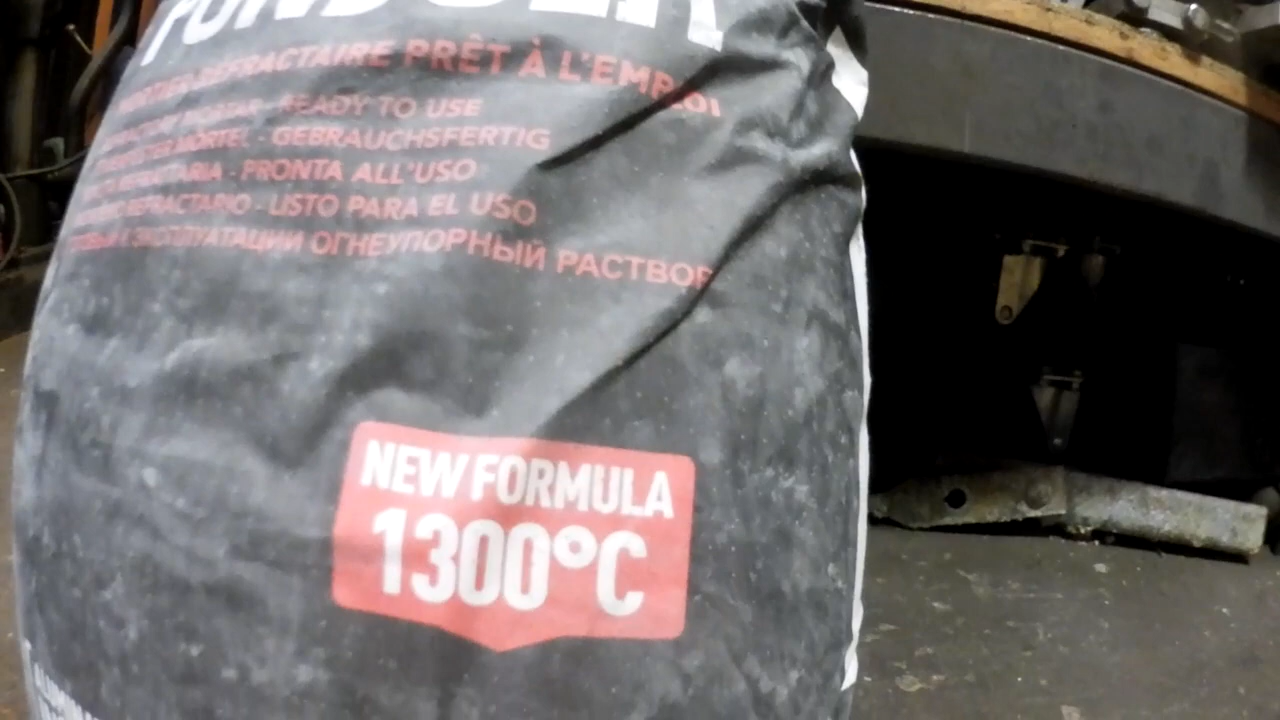 RÉFRACTAIRE PRÊT À L'EMPLOI
READY TO USE
MÖRTEL - GEBRAUCHSFERTIG
REFRATTARIA - PRONTA ALL'USO
REFRACTARIO - LISTO PARA EL USO
К ЭКСПЛУАТАЦИИ ОГНЕУПОРНЫЙ РАСТВОР
NEW FORMULA
1300°C